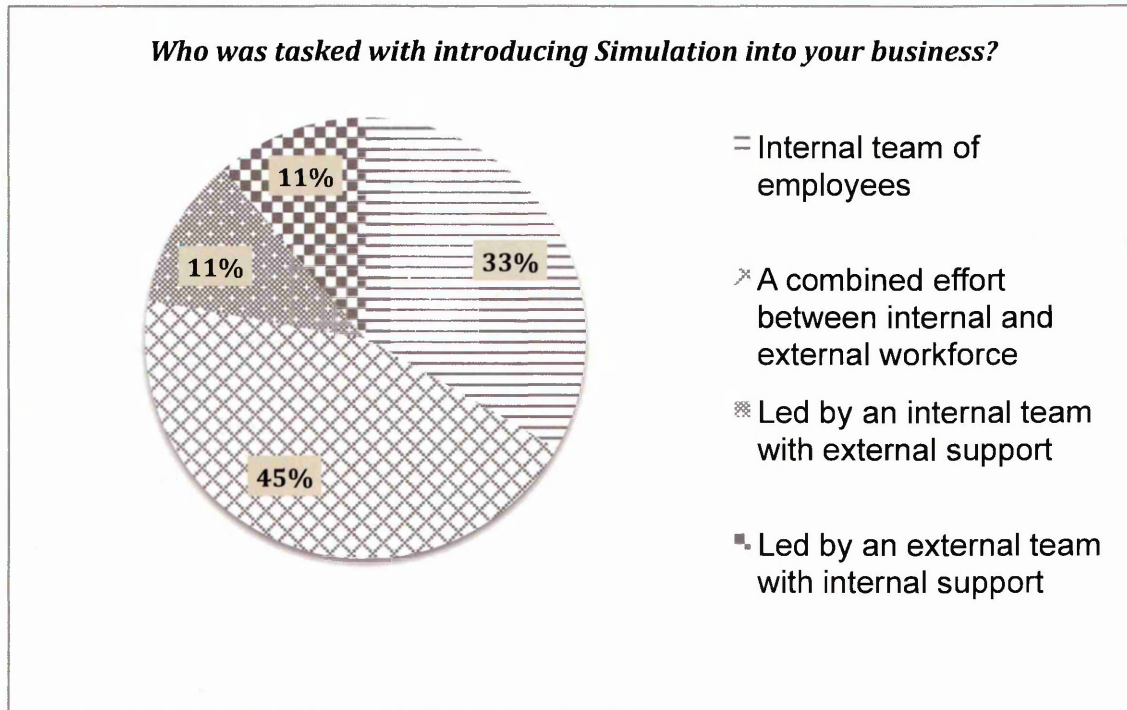 Who was tasked with introducing Simulation into your business?
11%
33%
11%
45%
Internal team of
employees
A combined effort
between internal and
external workforce
Led by an internal team
with external support
Led by an external team
with internal support